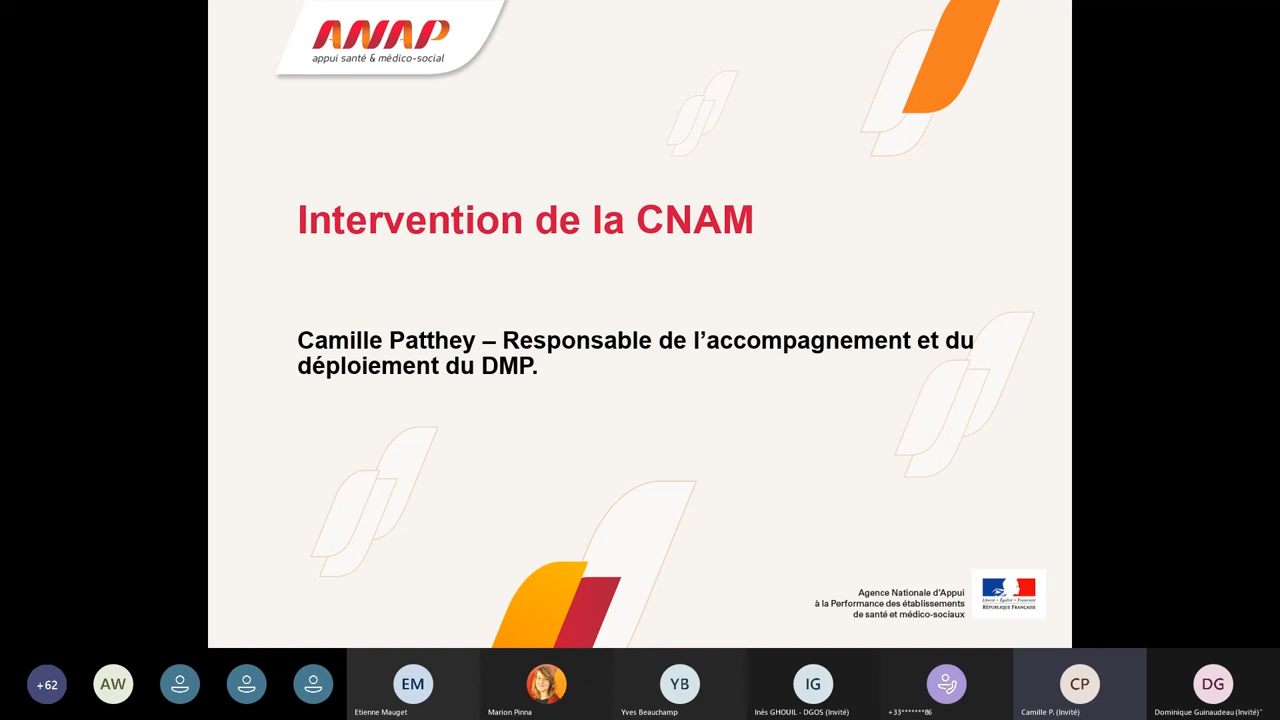 ANAP
appui santé & médico-social
Intervention de la CNAM
Camille Patthey – Responsable de l'accompagnement et du
déploiement du DMP.
Agence Nationale d'Appui
à la Performance des établissements
de santé et médico-sociaux
Liberté • Égalité • Fraternité
RÉPUBLIQUE FRANÇAISE
+62
AW
EM
YB
IG
CP
DG
Etienne Mauget
Marion Pinna
Yves Beauchamp
Inès GHOUIL - DGOS (Invité)
+33*******86
Camille P. (Invité)
Dominique Guinaudeau (Invité)